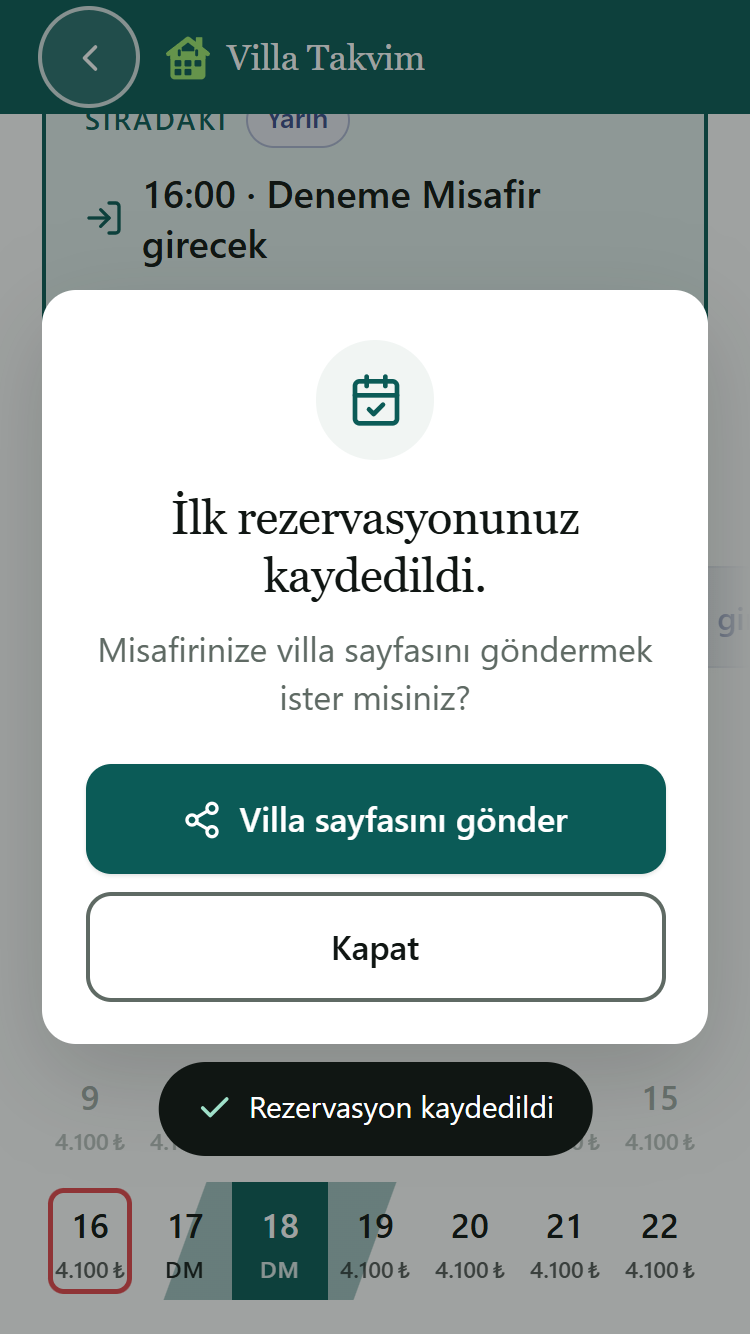 Villa Takvim
SIRADAKİ Yarın
16:00 · Deneme Misafir
girecek
İlk rezervasyonunuz
kaydedildi.
Misafirinize villa sayfasını göndermek
ister misiniz?
Villa sayfasını gönder
Kapat
Rezervasyon kaydedildi
9 15
4.100 ₺ 4.100 ₺
16 17 18 19 20 21 22
4.100 ₺ DM DM 4.100 ₺ 4.100 ₺ 4.100 ₺ 4.100 ₺